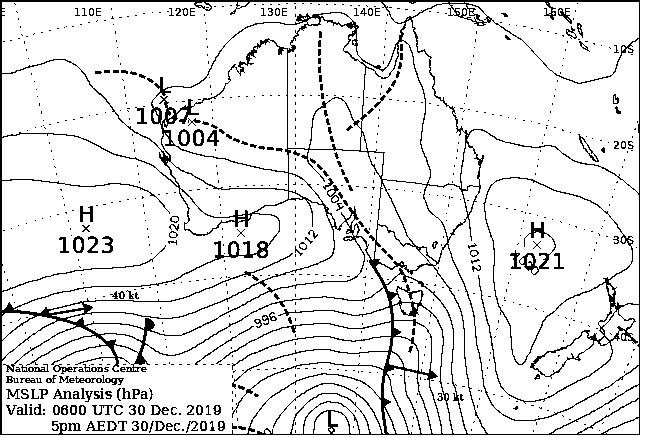 110E 120E 130E 140E 150E 160E
10S
L
1007
L
1004
20S
1004
H
1023
1020
H
1018
1012
1012
H
1021
30S
40 kt
996
40S
30 kt
L
National Operations Centre
Bureau of Meteorology
MSLP Analysis (hPa)
Valid: 0600 UTC 30 Dec. 2019
5pm AEDT 30/Dec./2019